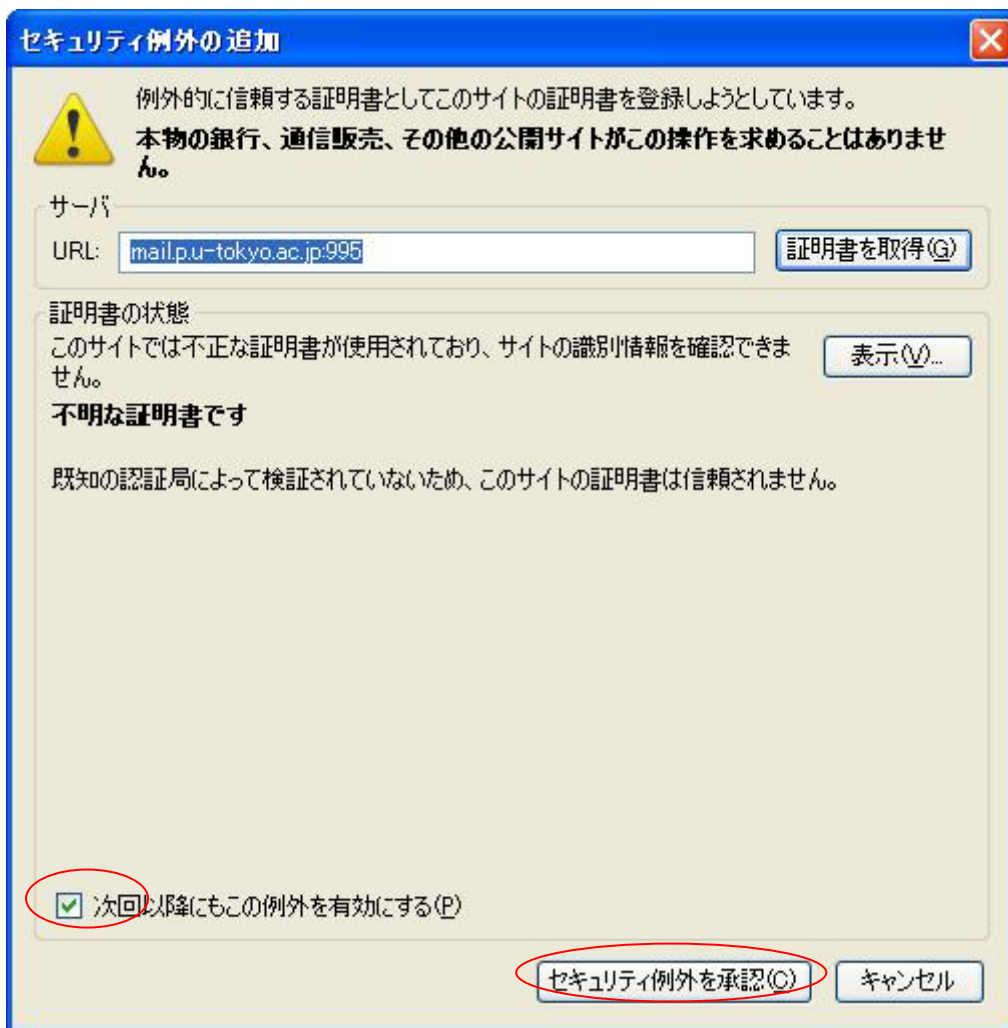 セキュリティ例外の追加
例外的に信頼する証明書としてこのサイトの証明書を登録しようとしています。
本物の銀行、通信販売、その他の公開サイトがこの操作を求めることはありませ
ん。
サーバ
URL: mail.p.u-tokyo.ac.jp:995 証明書を取得(G)
証明書の状態
このサイトでは不正な証明書が使用されており、サイトの識別情報を確認できま
せん。
表示(V)...
不明な証明書です
既知の認証局によって検証されていないため、このサイトの証明書は信頼されません。
次回以降にもこの例外を有効にする(P)
セキュリティ例外を承認(C) キャンセル